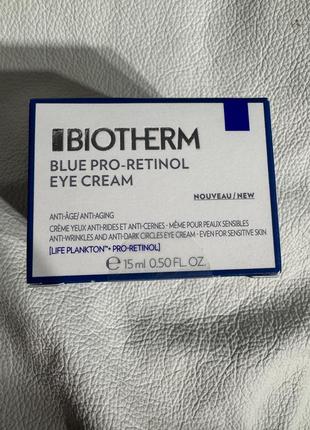 BIOTHERM
BLUE PRO-RETINOL
EYE CREAM
NOUVEAU / NEW
ANTI-ÂGE/ ANTI-AGING
CRÈME YEUX ANTI-RIDES ET ANTI-CERNES - MÊME POUR PEAUX SENSIBLES
ANTI-WRINKLES AND ANTI-DARK CIRCLES EYE CREAM - EVEN FOR SENSITIVE SKIN
[LIFE PLANKTON™+ PRO-RETINOL]
℮ 15 ml 0.50 FL. OZ.